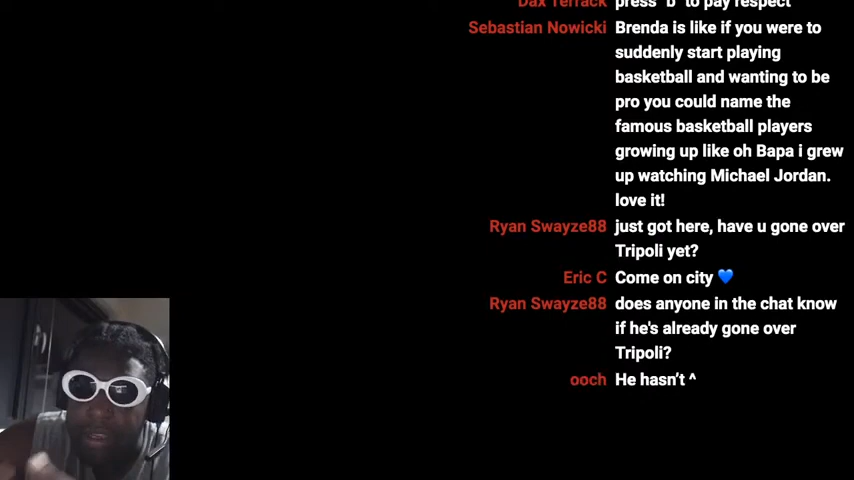 Dax Terrack press "b" to pay respect
Sebastian Nowicki Brenda is like if you were to
suddenly start playing
basketball and wanting to be
pro you could name the
famous basketball players
growing up like oh Bapa i grew
up watching Michael Jordan.
love it!
Ryan Swayze88 just got here, have u gone over
Tripoli yet?
Eric C Come on city 💙
Ryan Swayze88 does anyone in the chat know
if he's already gone over
Tripoli?
ooch He hasn't ^